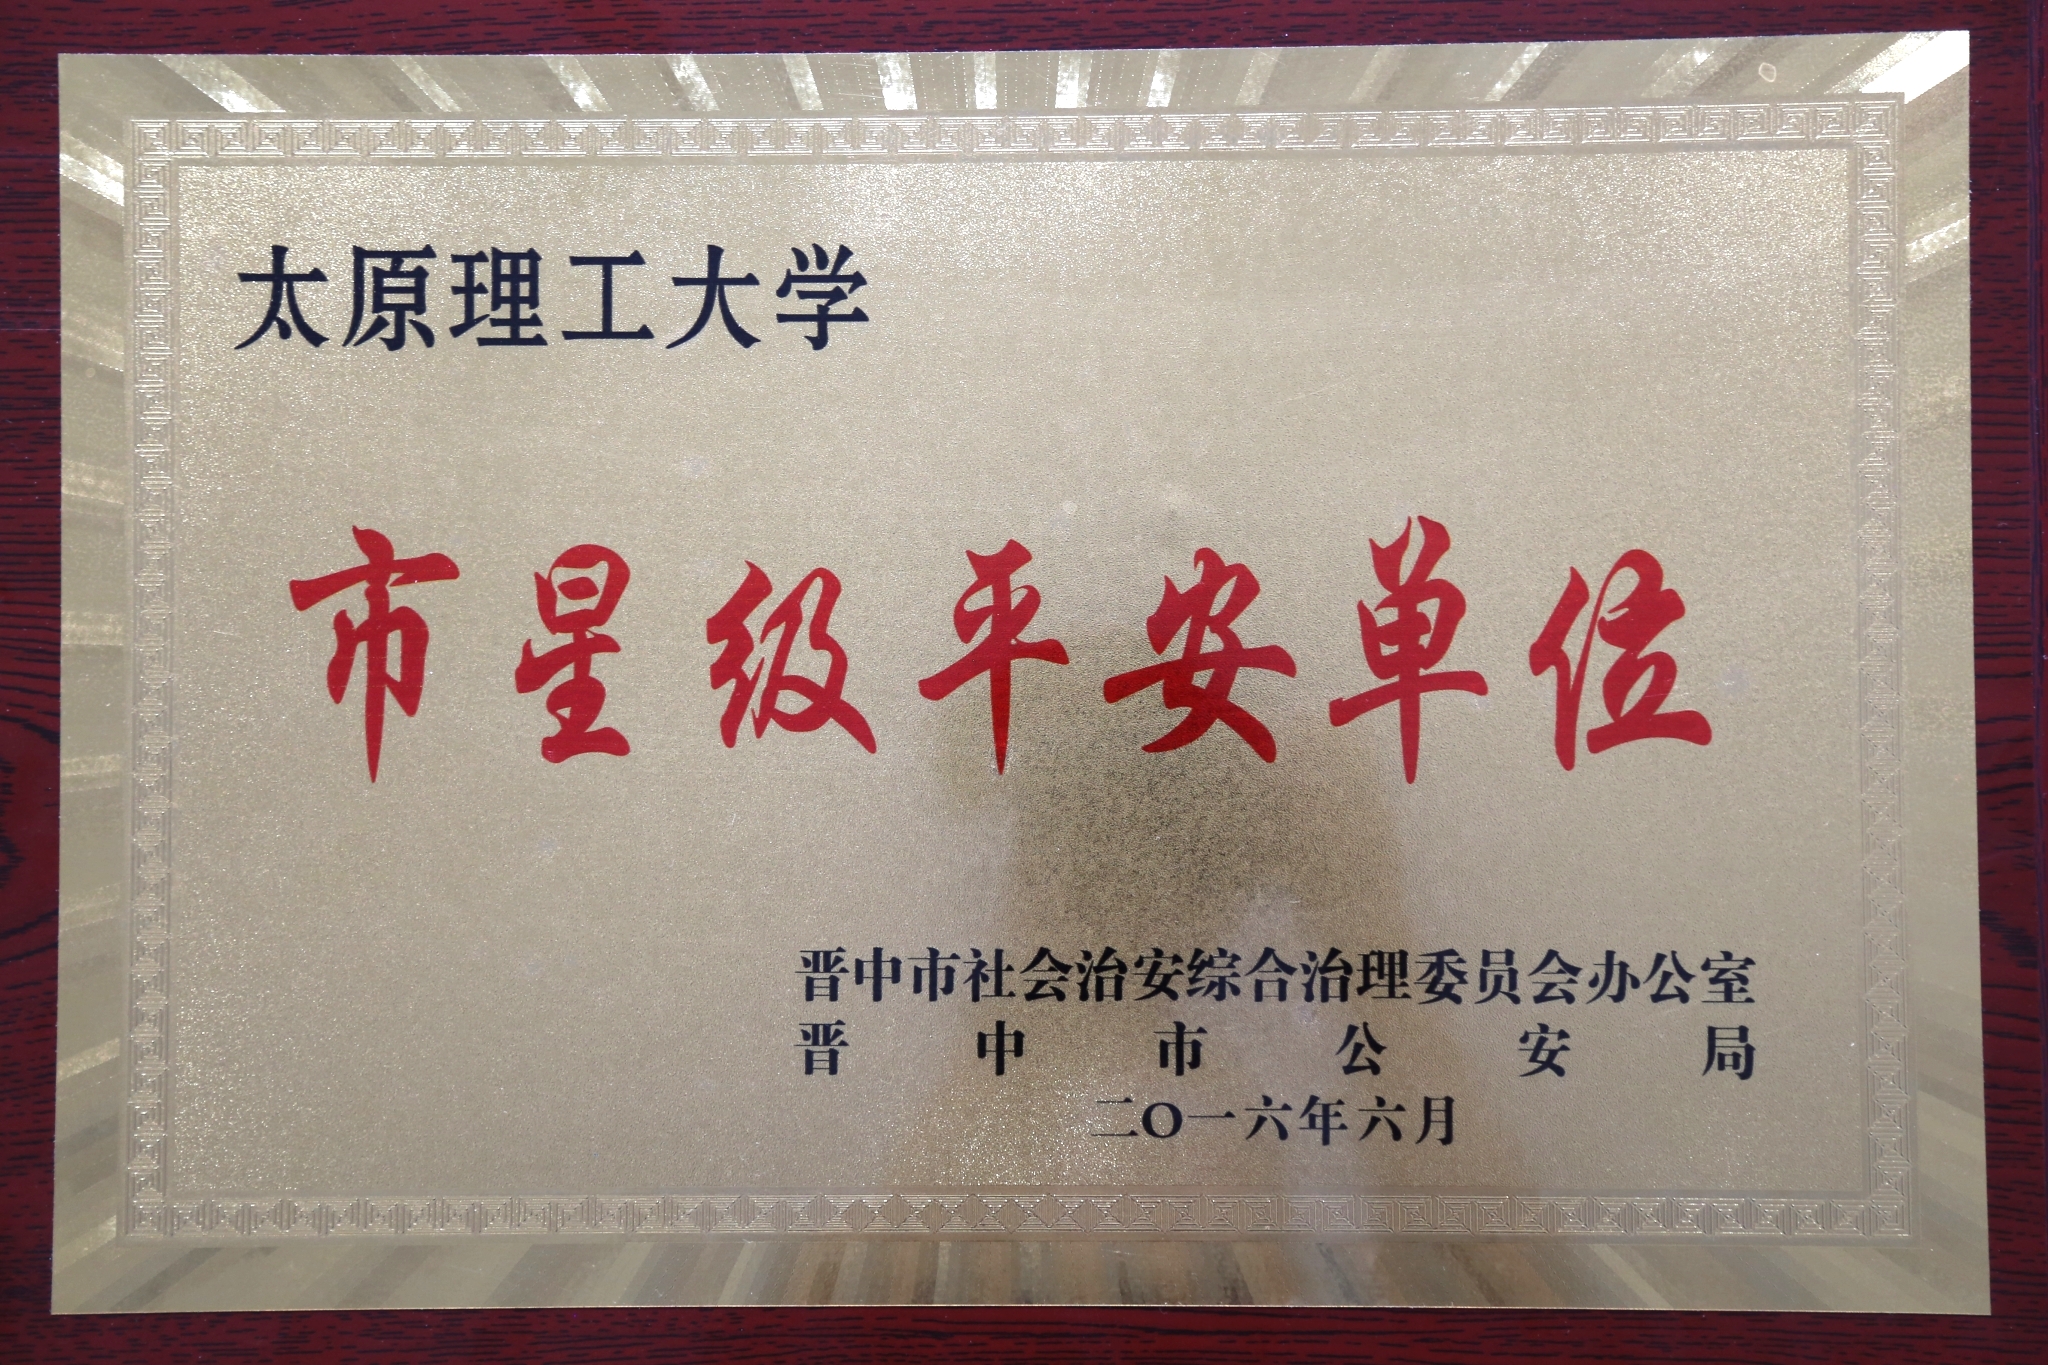 太原理工大学
市星级平安单位
晋中市社会治安综合治理委员会办公室
晋中市公安局
二〇一六年六月